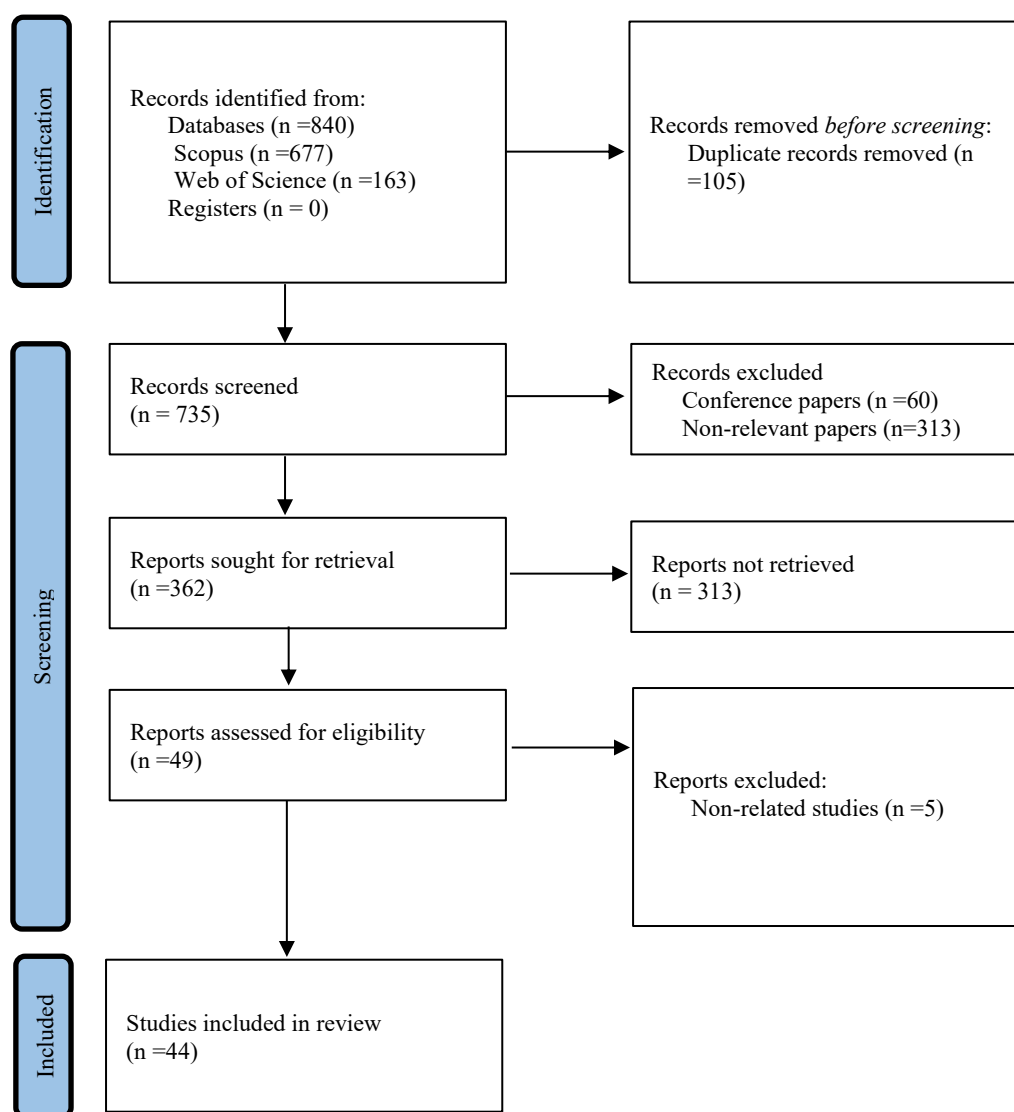 Identification
Records identified from:
Databases (n =840)
Scopus (n =677)
Web of Science (n =163)
Registers (n = 0)
Records removed before screening:
Duplicate records removed (n
=105)
Screening
Records screened
(n = 735)
Records excluded
Conference papers (n =60)
Non-relevant papers (n=313)
Reports sought for retrieval
(n =362)
Reports not retrieved
(n = 313)
Reports assessed for eligibility
(n =49)
Reports excluded:
Non-related studies (n =5)
Included
Studies included in review
(n =44)